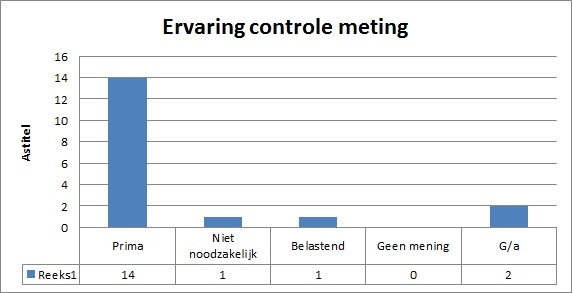 Ervaring controle meting
Astitel
16
14
12
10
8
6
4
2
0
Prima
Niet
noodzakelijk
Belastend
Geen mening
G/a
Reeks1 14 1 1 0 2